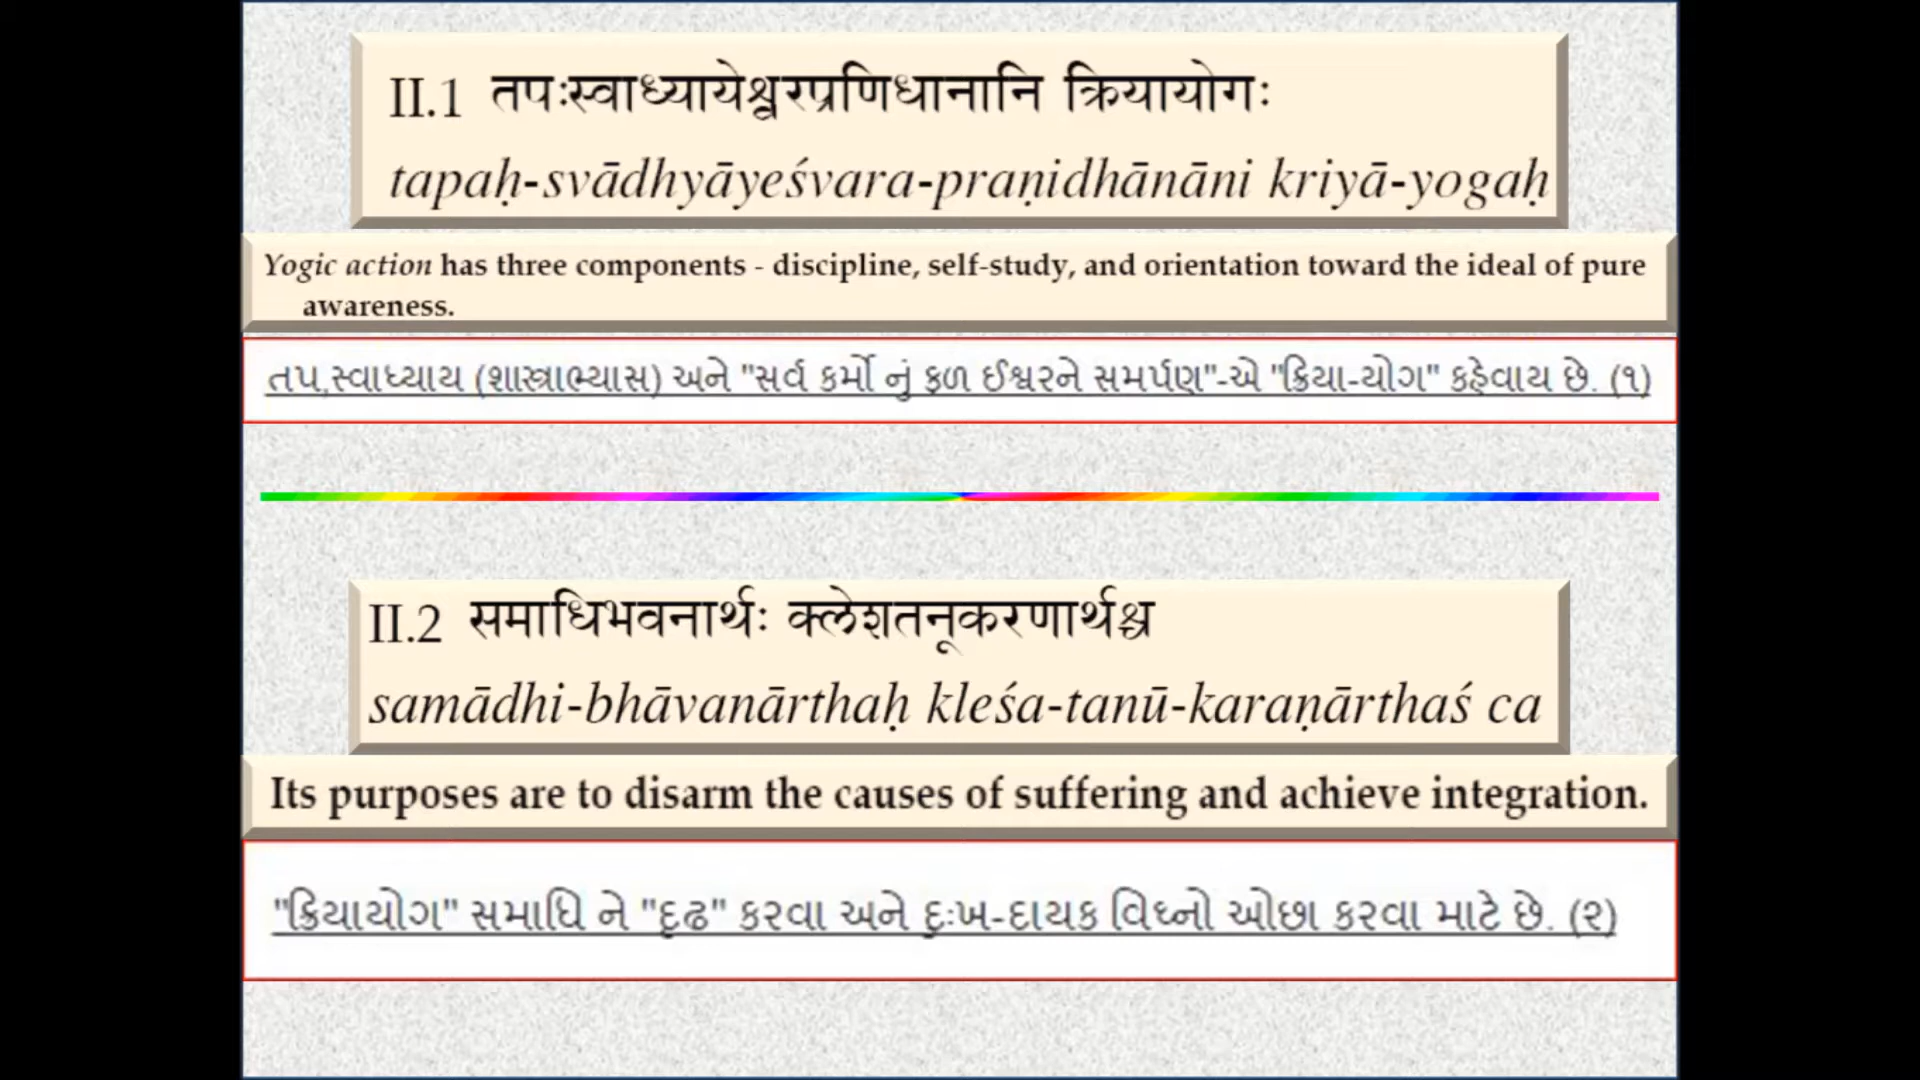 II.1 तपःस्वाध्यायेश्वरप्रणिधानानि क्रियायोगः
tapaḥ-svādhyāyeśvara-praṇidhānāni kriyā-yogaḥ
Yogic action has three components - discipline, self-study, and orientation toward the ideal of pure
awareness.
તપ,સ્વાધ્યાય (શાસ્ત્રાભ્યાસ) અને "સર્વ કર્મો નું ફળ ઈશ્વરને સમર્પણ"-એ "ક્રિયા-યોગ" કહેવાય છે. (૧)
II.2 समाधिभवनार्थः क्लेशतनूकरणार्थश्च
samādhi-bhāvanārthaḥ kleśa-tanū-karaṇārthaś ca
Its purposes are to disarm the causes of suffering and achieve integration.
"ક્રિયાયોગ" સમાધિ ને "દૃઢ" કરવા અને દુઃખ-દાયક વિઘ્નો ઓછા કરવા માટે છે. (૨)